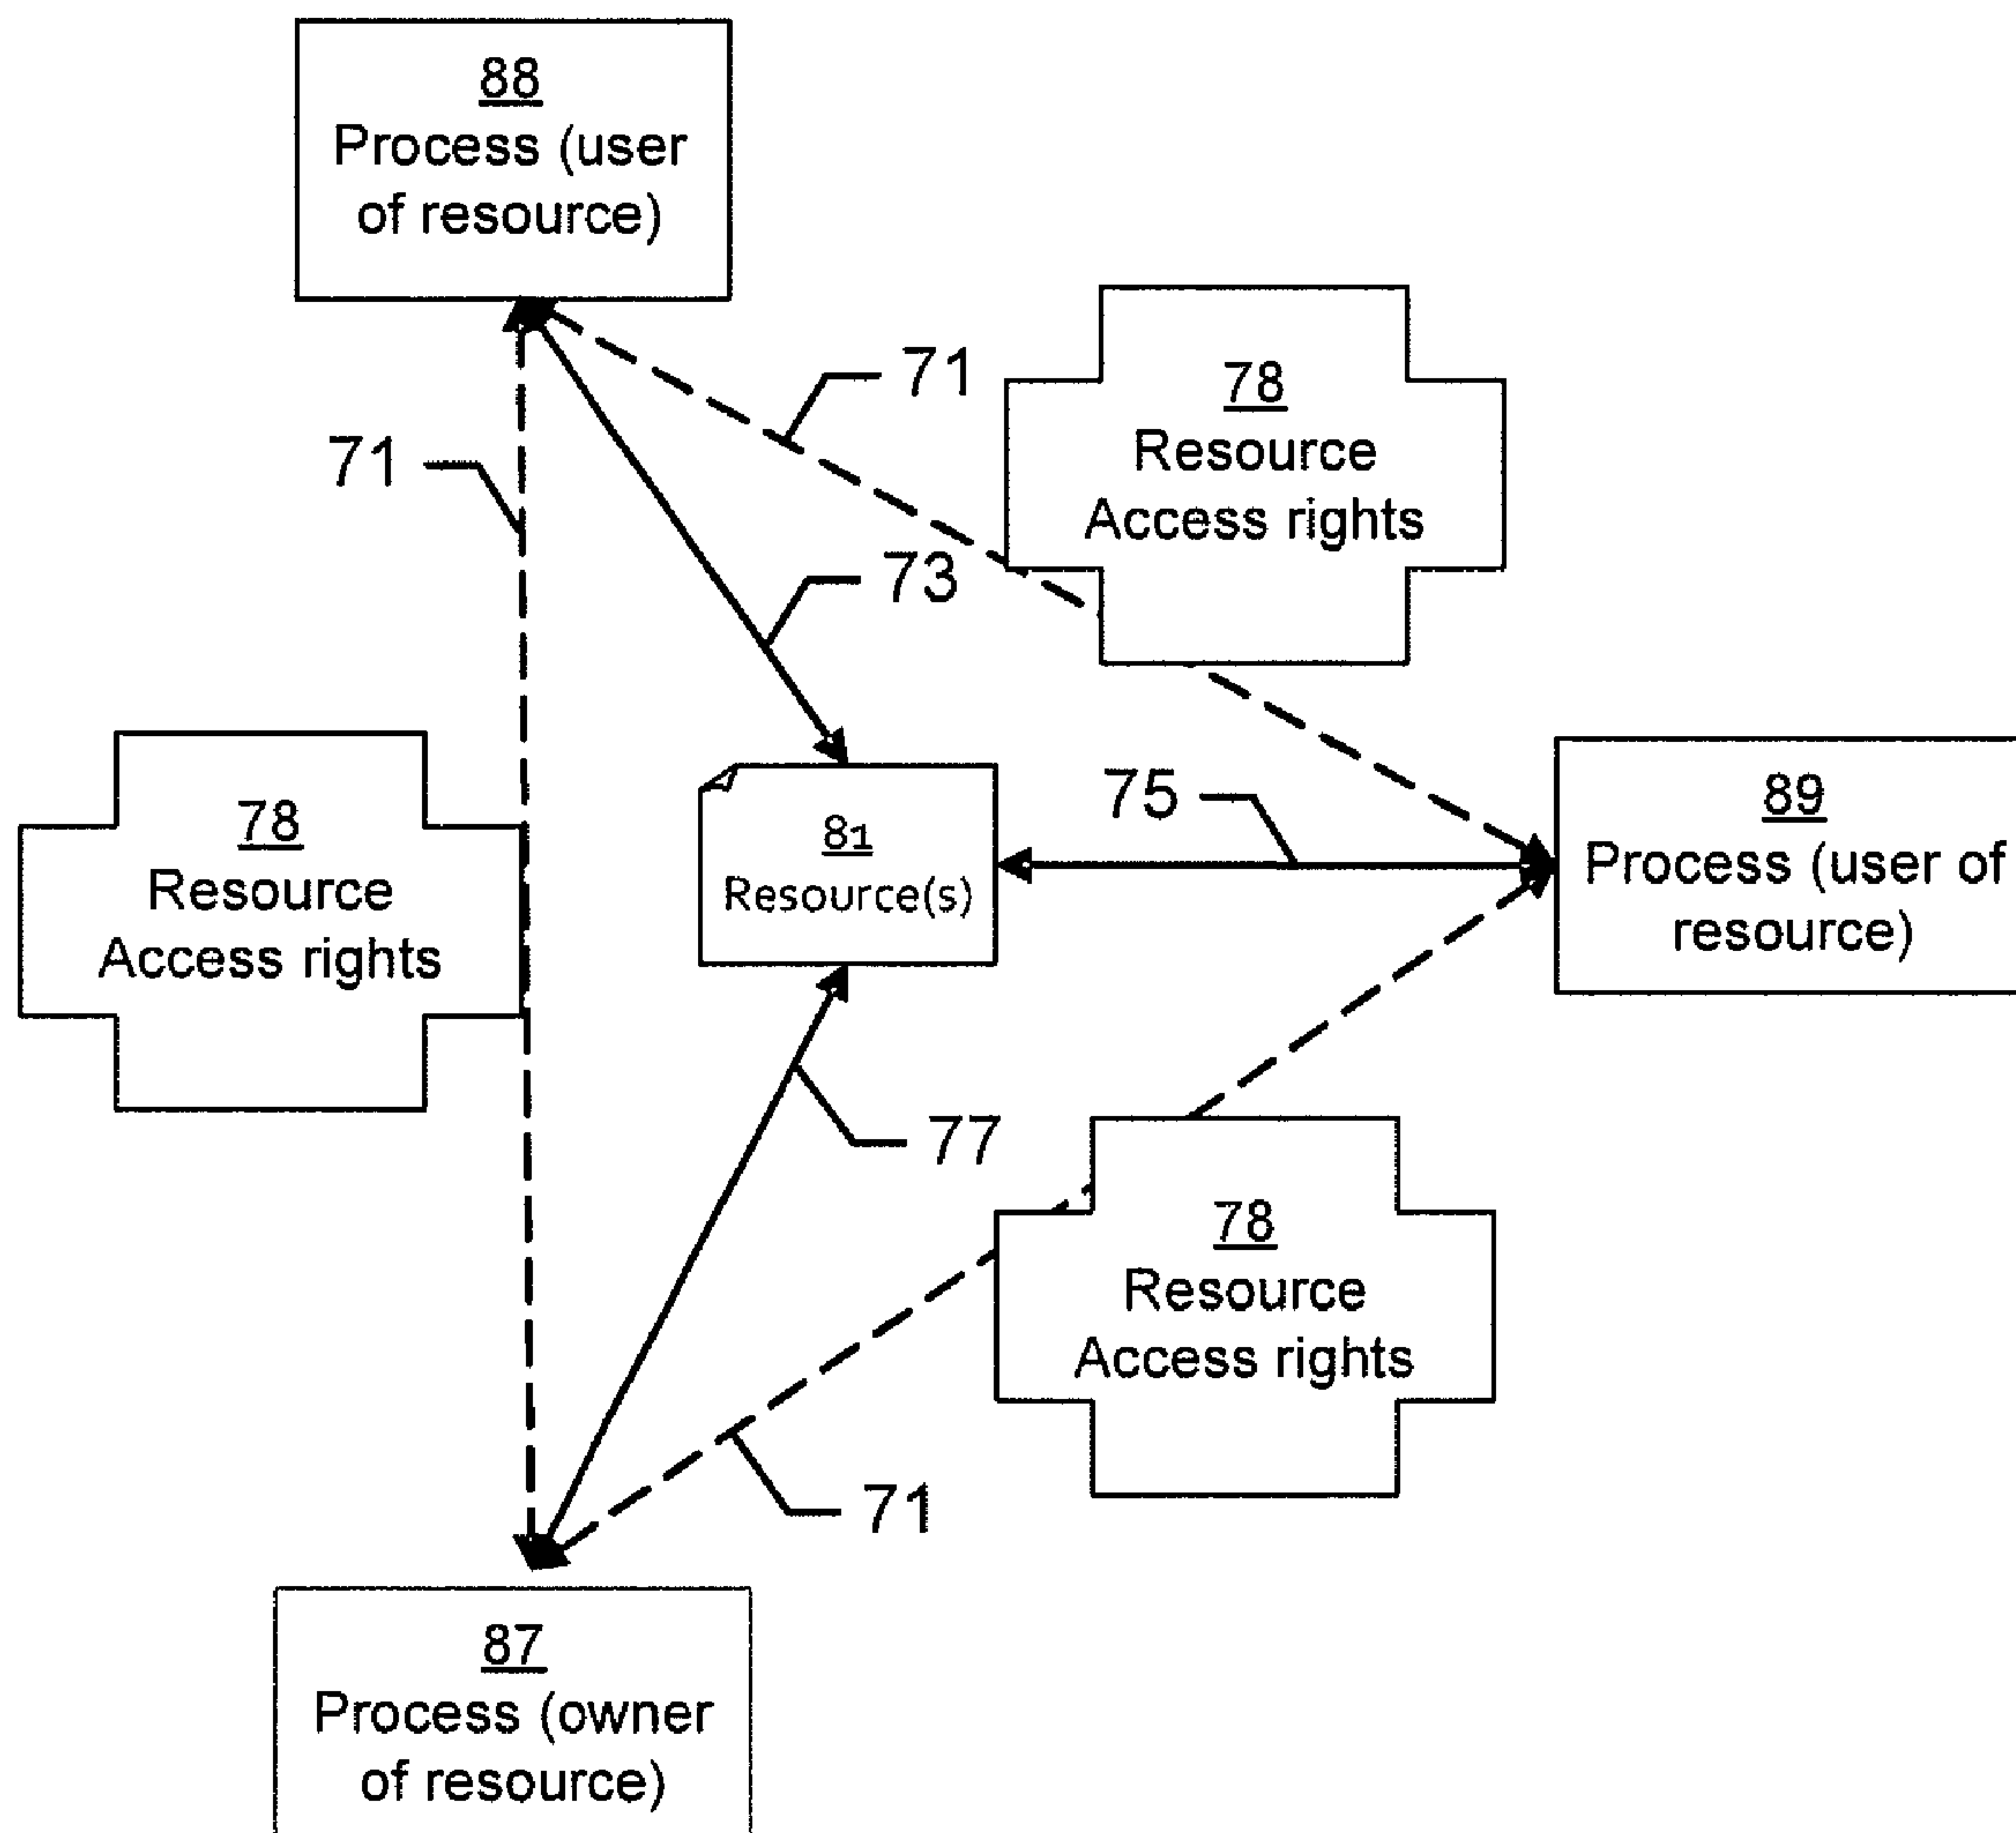 88
Process (user
of resource)
71
71
78
Resource
Access rights
73
78
Resource
Access rights
81
Resource(s)
75
89
Process (user of
resource)
77
78
Resource
Access rights
71
87
Process (owner
of resource)